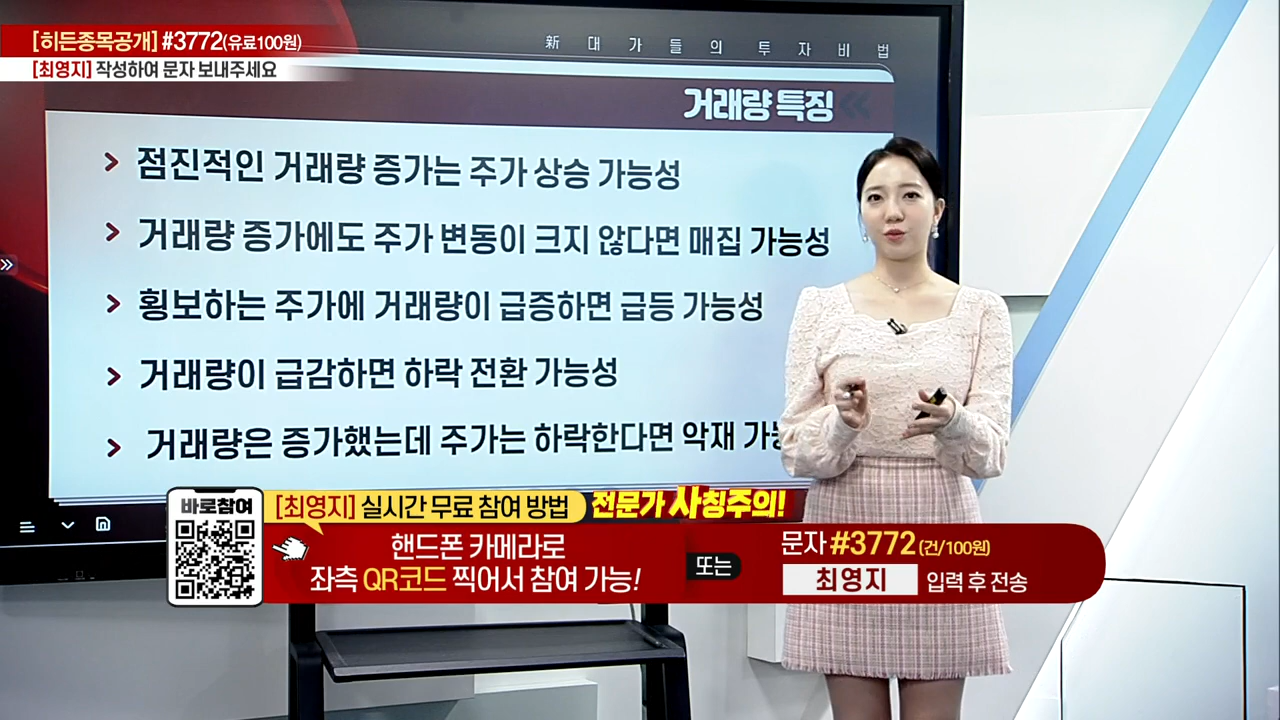 [히든종목공개] #3772(유료100원)
[최영지] 작성하여 문자 보내주세요
新 대가들의 투자비법
거래량 특징
점진적인 거래량 증가는 주가 상승 가능성
거래량 증가에도 주가 변동이 크지 않다면 매집 가능성
횡보하는 주가에 거래량이 급증하면 급등 가능성
거래량이 급감하면 하락 전환 가능성
거래량은 증가했는데 주가는 하락한다면 악재
바로참여
[최영지] 실시간 무료 참여 방법
전문가 사칭주의!
핸드폰 카메라로
좌측 QR코드 찍어서 참여 가능!
또는
문자 #3772 (건/100원)
최영지 입력 후 전송